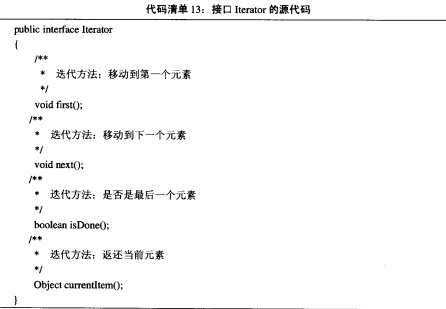 代码清单 13：接口 Iterator 的源代码
public interface Iterator
{
/**
* 迭代方法：移动到第一个元素
*/
void first();
/**
* 迭代方法：移动到下一个元素
*/
void next();
/**
* 迭代方法：是否是最后一个元素
*/
boolean isDone();
/**
* 迭代方法：返还当前元素
*/
Object currentItem();
}